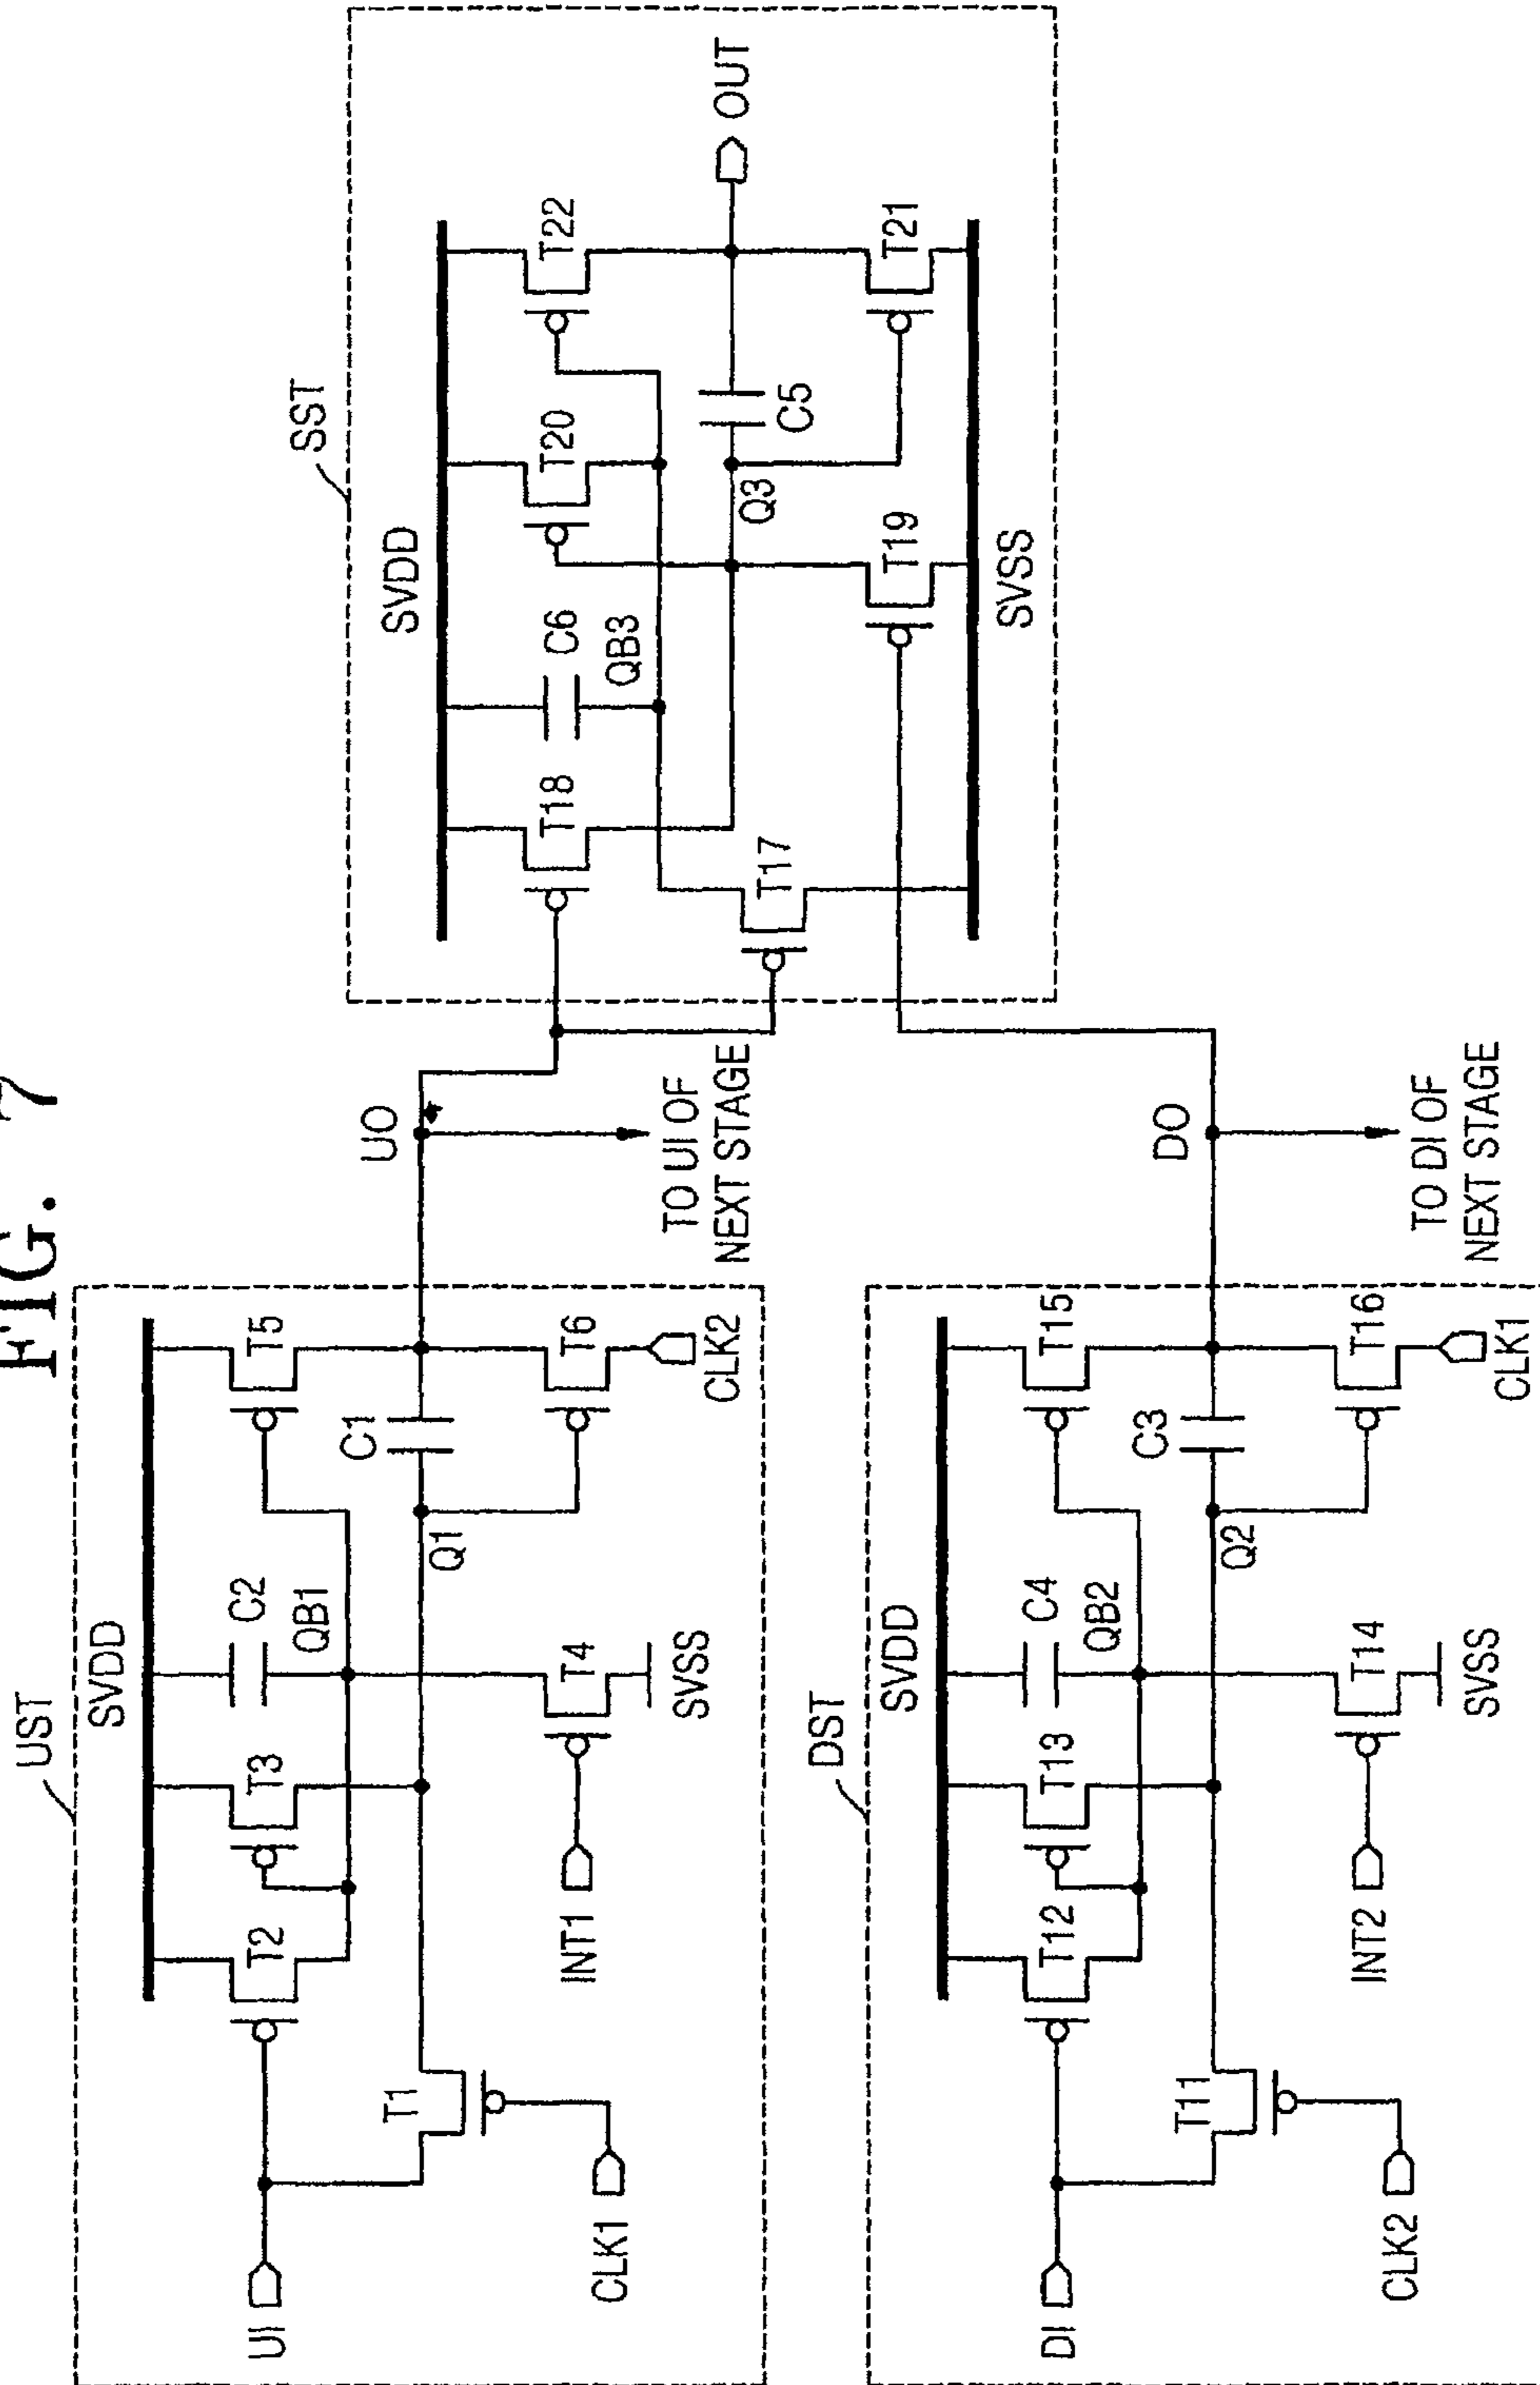 FIG. 7
UST
SVDD
T2
T3
C2
QB1
T5
C1
UI
T1
Q1
T4
T6
INT1
SVSS
CLK1
CLK2
UO
TO UI OF
NEXT STAGE
SST
SVDD
T18
C6
T20
T22
QB3
Q3
C5
OUT
T17
T19
T21
SVSS
DST
SVDD
T12
T13
C4
QB2
T15
C3
DI
T11
Q2
T14
T16
INT2
SVSS
CLK2
CLK1
DO
TO DI OF
NEXT STAGE